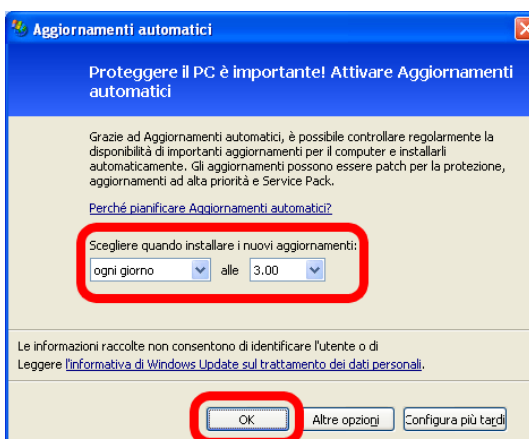 Aggiornamenti automatici
Proteggere il PC è importante! Attivare Aggiornamenti
automatici
Grazie ad Aggiornamenti automatici, è possibile controllare regolarmente la
disponibilità di importanti aggiornamenti per il computer e installarli
automaticamente. Gli aggiornamenti possono essere patch per la protezione,
aggiornamenti ad alta priorità e Service Pack.
Perché pianificare Aggiornamenti automatici?
Scegliere quando installare i nuovi aggiornamenti:
ogni giorno alle 3.00
Le informazioni raccolte non consentono di identificare l'utente o di
Leggere l'informativa di Windows Update sul trattamento dei dati personali.
OK Altre opzioni Configura più tardi